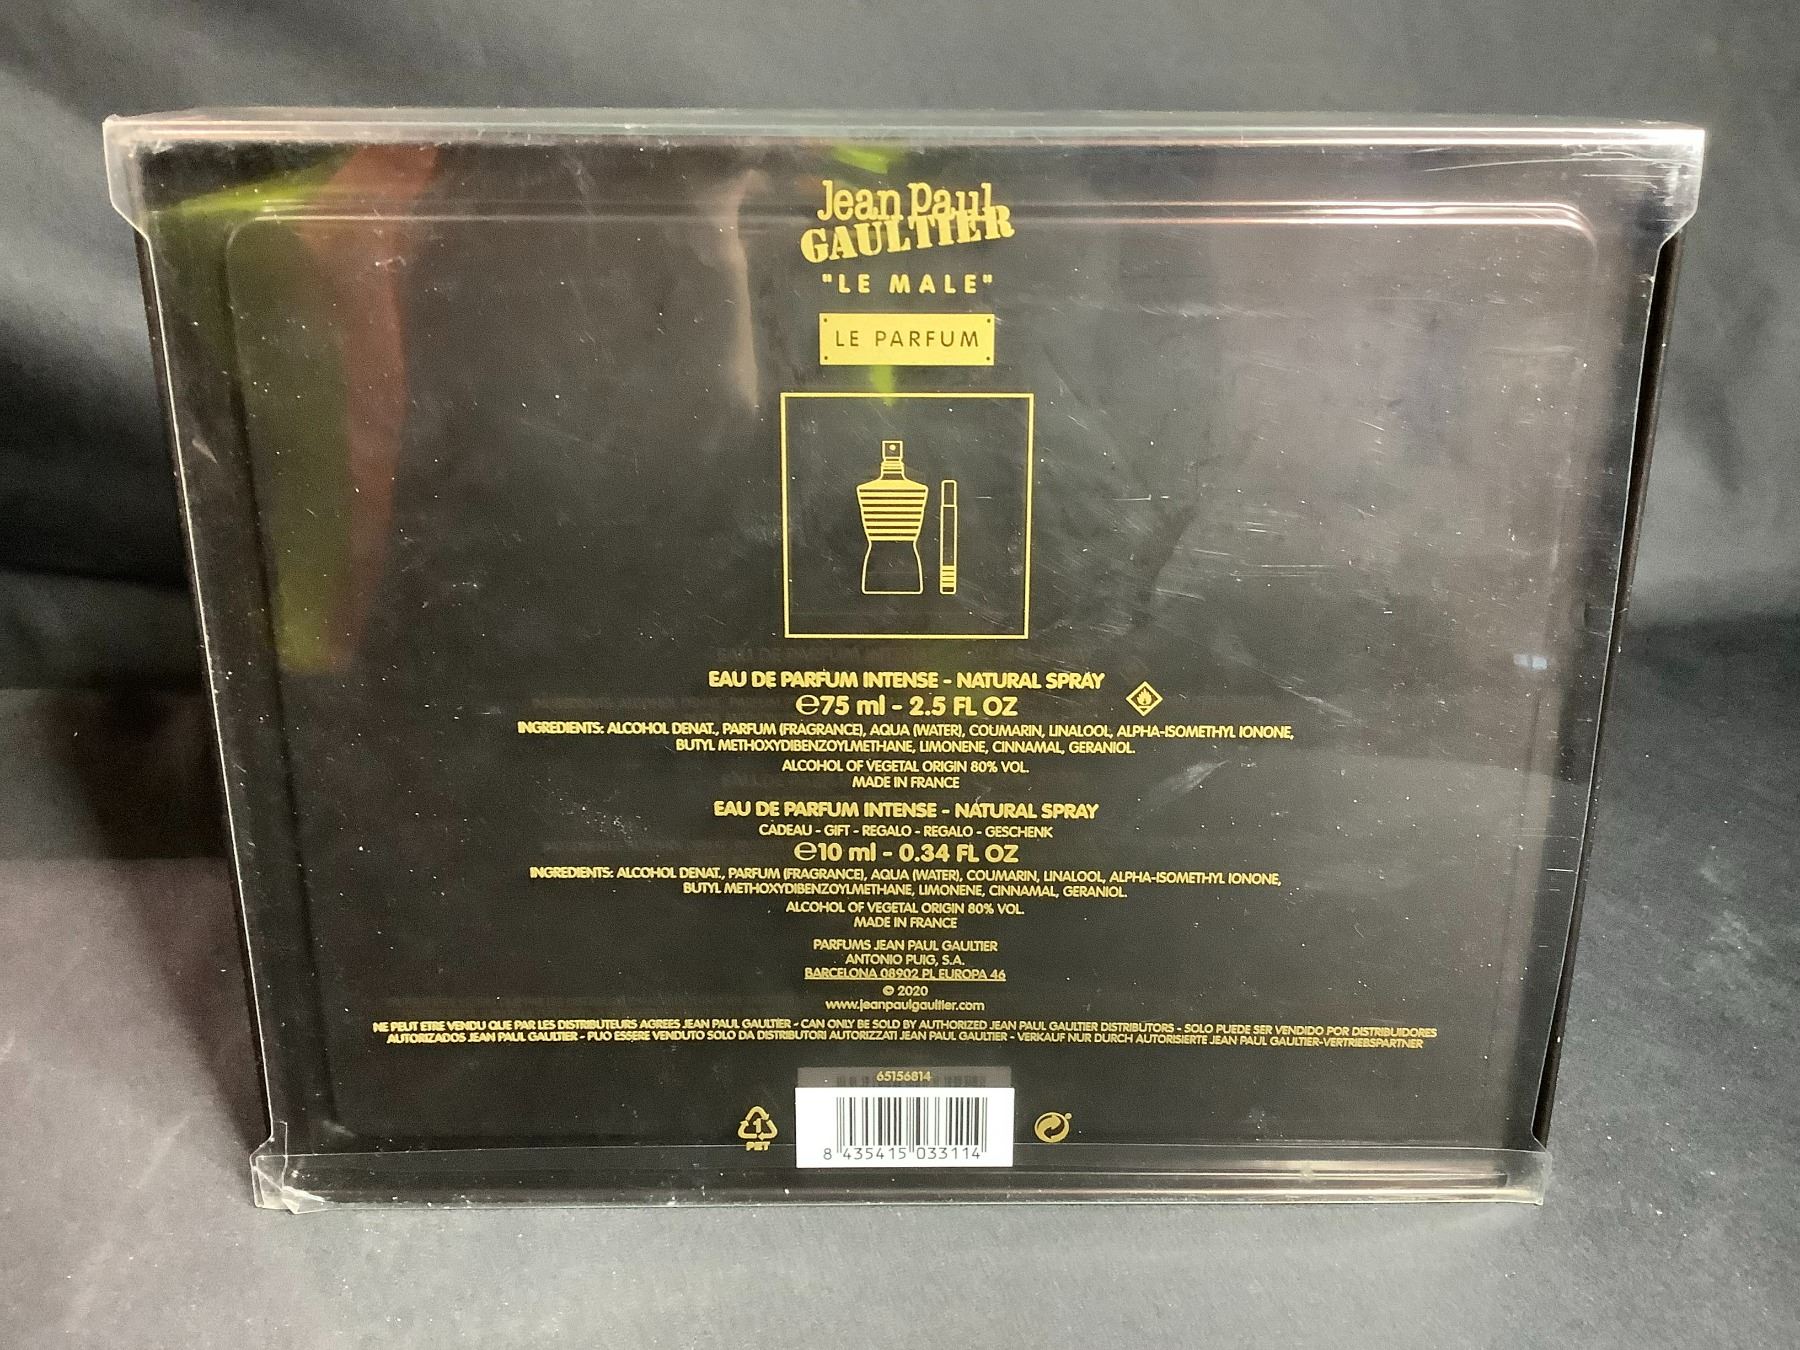 Jean Paul
GAULTIER
"LE MALE"
LE PARFUM
EAU DE PARFUM INTENSE - NATURAL SPRAY
℮75 ml - 2.5 FL OZ
INGREDIENTS: ALCOHOL DENAT., PARFUM (FRAGRANCE), AQUA (WATER), COUMARIN, LINALOOL, ALPHA-ISOMETHYL IONONE,
BUTYL METHOXYDIBENZOYLMETHANE, LIMONENE, CINNAMAL, GERANIOL.
ALCOHOL OF VEGETAL ORIGIN 80% VOL.
MADE IN FRANCE
EAU DE PARFUM INTENSE - NATURAL SPRAY
CADEAU - GIFT - REGALO - REGALO - GESCHENK
℮10 ml - 0.34 FL OZ
INGREDIENTS: ALCOHOL DENAT., PARFUM (FRAGRANCE), AQUA (WATER), COUMARIN, LINALOOL, ALPHA-ISOMETHYL IONONE,
BUTYL METHOXYDIBENZOYLMETHANE, LIMONENE, CINNAMAL, GERANIOL.
ALCOHOL OF VEGETAL ORIGIN 80% VOL.
MADE IN FRANCE
PARFUMS JEAN PAUL GAULTIER
ANTONIO PUIG, S.A.
BARCELONA 08902 PL EUROPA 46
© 2020
www.jeanpaulgaultier.com
NE PEUT ETRE VENDU QUE PAR LES DISTRIBUTEURS AGREES JEAN PAUL GAULTIER - CAN ONLY BE SOLD BY AUTHORIZED JEAN PAUL GAULTIER DISTRIBUTORS - SOLO PUEDE SER VENDIDO POR DISTRIBUIDORES
AUTORIZADOS JEAN PAUL GAULTIER - PUO ESSERE VENDUTO SOLO DA DISTRIBUTORI AUTORIZZATI JEAN PAUL GAULTIER - VERKAUF NUR DURCH AUTORISIERTE JEAN PAUL GAULTIER-VERTRIEBSPARTNER
65156814
1
PET
8 435415 033114